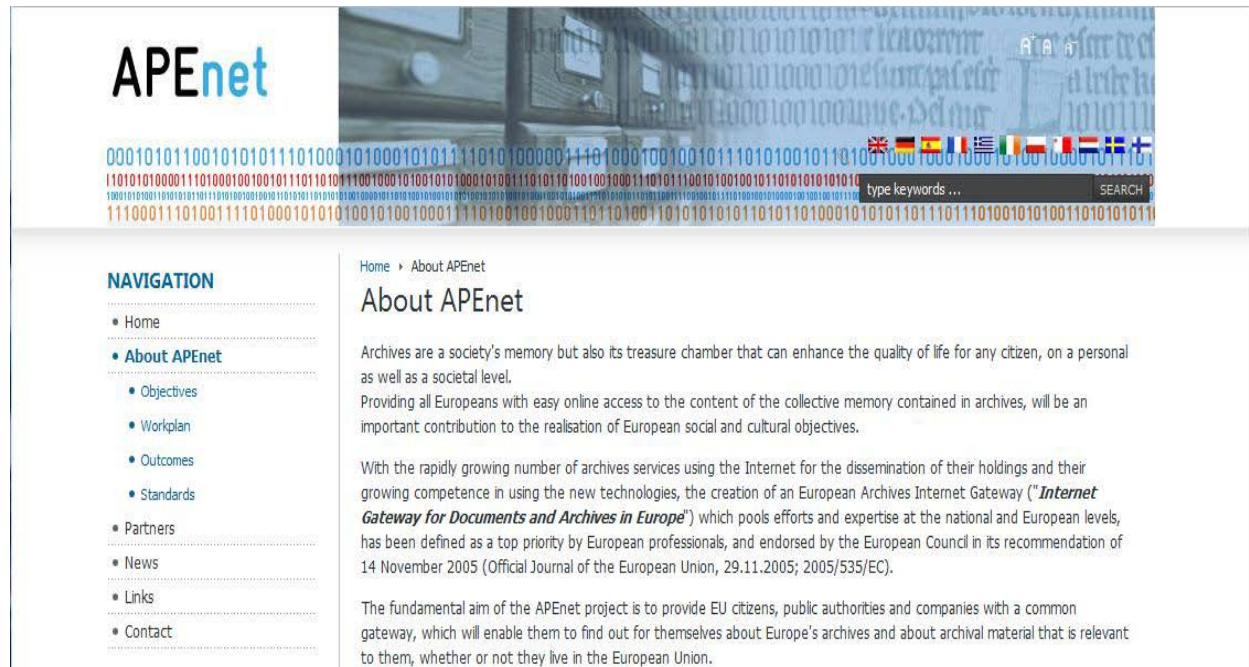 APEnet
A+ A A-
type keywords ...
SEARCH
NAVIGATION
Home
About APEnet
Objectives
Workplan
Outcomes
Standards
Partners
News
Links
Contact
Home › About APEnet
About APEnet
Archives are a society's memory but also its treasure chamber that can enhance the quality of life for any citizen, on a personal
as well as a societal level.
Providing all Europeans with easy online access to the content of the collective memory contained in archives, will be an
important contribution to the realisation of European social and cultural objectives.
With the rapidly growing number of archives services using the Internet for the dissemination of their holdings and their
growing competence in using the new technologies, the creation of an European Archives Internet Gateway ("Internet
Gateway for Documents and Archives in Europe") which pools efforts and expertise at the national and European levels,
has been defined as a top priority by European professionals, and endorsed by the European Council in its recommendation of
14 November 2005 (Official Journal of the European Union, 29.11.2005; 2005/535/EC).
The fundamental aim of the APEnet project is to provide EU citizens, public authorities and companies with a common
gateway, which will enable them to find out for themselves about Europe's archives and about archival material that is relevant
to them, whether or not they live in the European Union.